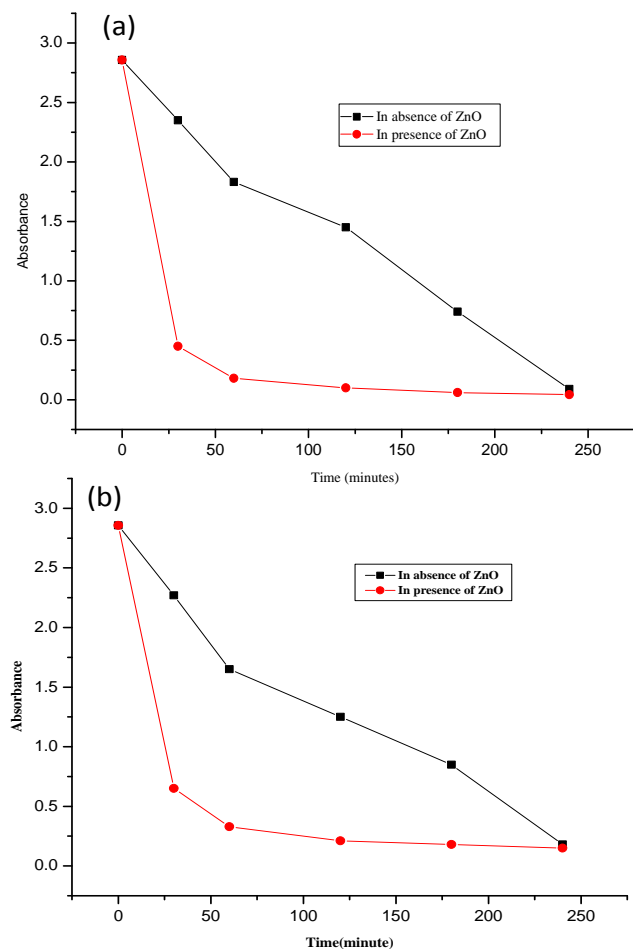 (a)
3.0
2.5
2.0
1.5
1.0
0.5
0.0
Absorbance
In absence of ZnO
In presence of ZnO
0
50
100
150
200
250
Time (minutes)
(b)
3.0
2.5
2.0
1.5
1.0
0.5
0.0
Absorbance
In absence of ZnO
In presence of ZnO
0
50
100
150
200
250
Time(minute)